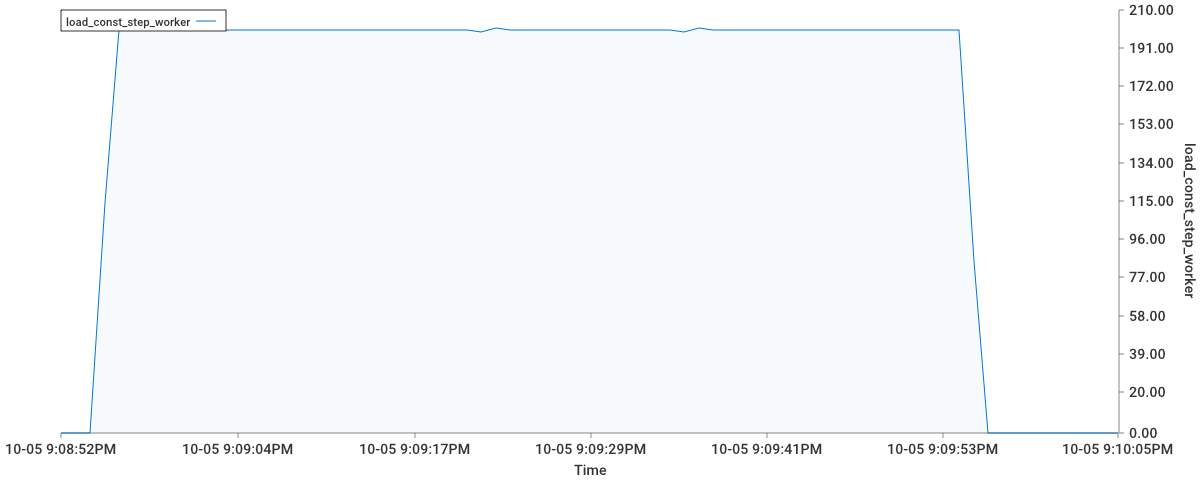 load_const_step_worker
210.00
191.00
172.00
153.00
134.00
115.00
96.00
77.00
58.00
39.00
20.00
0.00
load_const_step_worker
10-05 9:08:52PM
10-05 9:09:04PM
10-05 9:09:17PM
10-05 9:09:29PM
10-05 9:09:41PM
10-05 9:09:53PM
10-05 9:10:05PM
Time